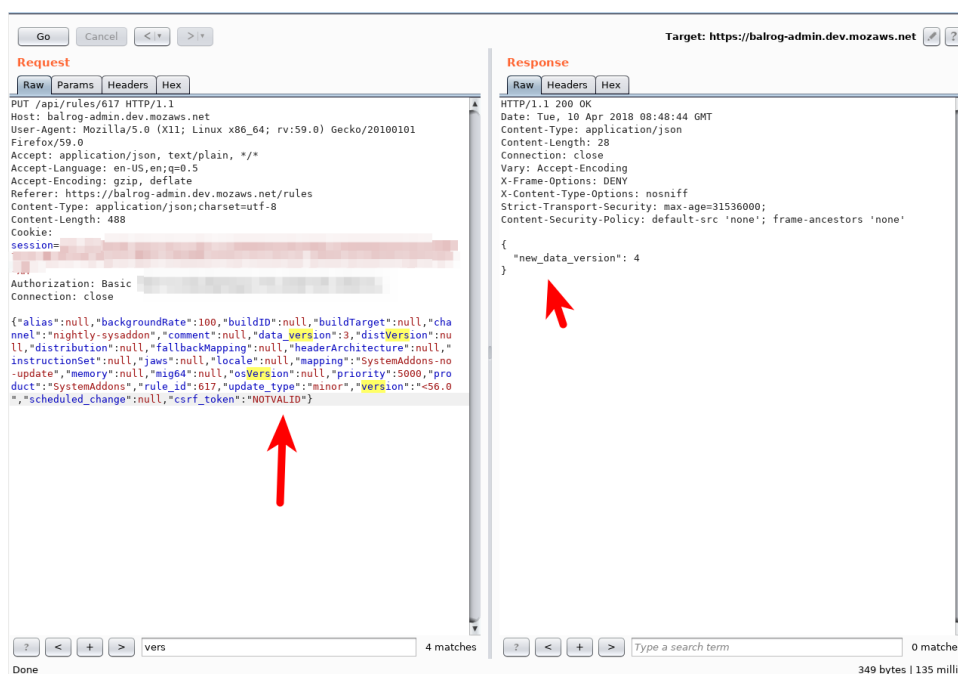 Go Cancel < > Target: https://balrog-admin.dev.mozaws.net ?
Request
Raw Params Headers Hex
PUT /api/rules/617 HTTP/1.1
Host: balrog-admin.dev.mozaws.net
User-Agent: Mozilla/5.0 (X11; Linux x86_64; rv:59.0) Gecko/20100101
Firefox/59.0
Accept: application/json, text/plain, */*
Accept-Language: en-US,en;q=0.5
Accept-Encoding: gzip, deflate
Referer: https://balrog-admin.dev.mozaws.net/rules
Content-Type: application/json;charset=utf-8
Content-Length: 488
Cookie:
session=
Authorization: Basic
Connection: close
{"alias":null,"backgroundRate":100,"buildID":null,"buildTarget":null,"cha
nnel":"nightly-sysaddon","comment":null,"data_version":3,"distVersion":nu
ll,"distribution":null,"fallbackMapping":null,"headerArchitecture":null,"
instructionSet":null,"jaws":null,"locale":null,"mapping":"SystemAddons-no
-update","memory":null,"mig64":null,"osVersion":null,"priority":5000,"pro
duct":"SystemAddons","rule_id":617,"update_type":"minor","version":"<56.0
","scheduled_change":null,"csrf_token":"NOTVALID"}
? < + > vers 4 matches
Done
Response
Raw Headers Hex
HTTP/1.1 200 OK
Date: Tue, 10 Apr 2018 08:48:44 GMT
Content-Type: application/json
Content-Length: 28
Connection: close
Vary: Accept-Encoding
X-Frame-Options: DENY
X-Content-Type-Options: nosniff
Strict-Transport-Security: max-age=31536000;
Content-Security-Policy: default-src 'none'; frame-ancestors 'none'
{
"new_data_version": 4
}
? < + > Type a search term 0 matche
349 bytes | 135 milli